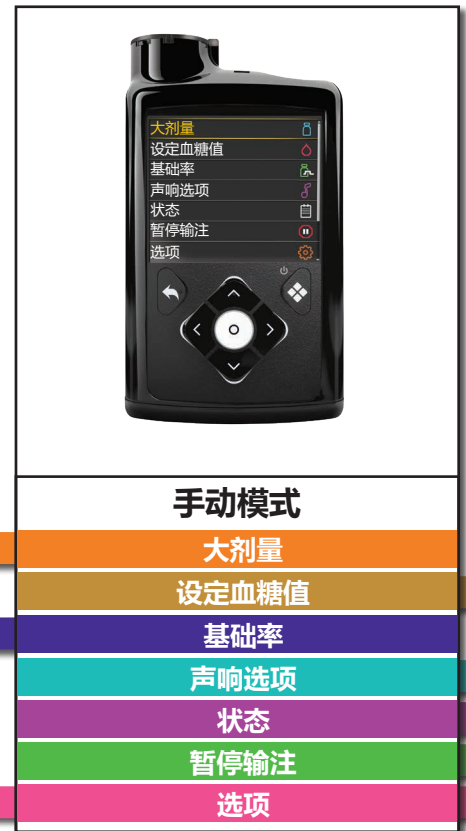 大剂量
设定血糖值
基础率
声响选项
状态
暂停输注
选项
手动模式
大剂量
设定血糖值
基础率
声响选项
状态
暂停输注
选项